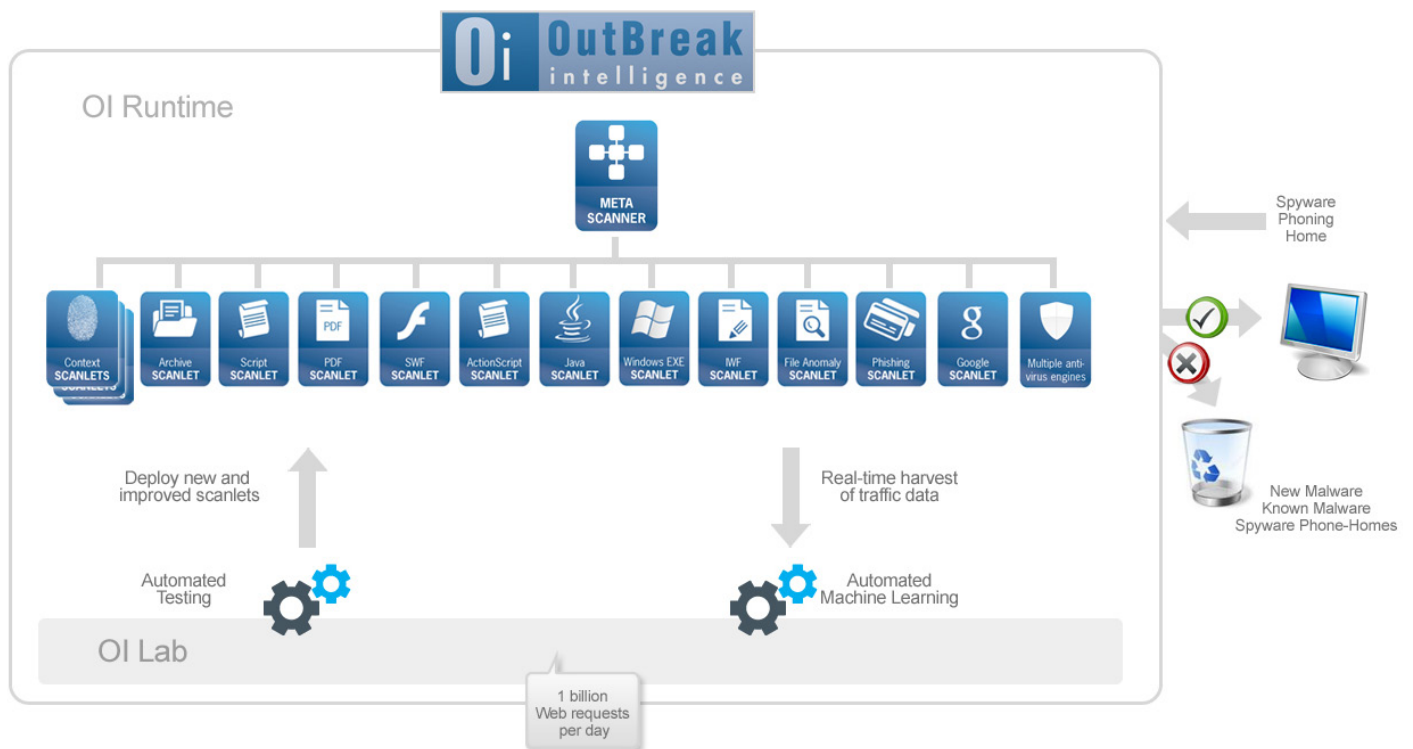 Oi OutBreak
intelligence
OI Runtime
META
SCANNER
Context
SCANLETS
SCANLETS
Archive
SCANLET
Script
SCANLET
PDF
PDF
SCANLET
SWF
SCANLET
ActionScript
SCANLET
Java
SCANLET
Windows EXE
SCANLET
IWF
SCANLET
File Anomaly
SCANLET
Phishing
SCANLET
g
Google
SCANLET
Multiple anti-
virus engines
Spyware
Phoning
Home
Deploy new and
improved scanlets
Real-time harvest
of traffic data
New Malware
Known Malware
Spyware Phone-Homes
Automated
Testing
Automated
Machine Learning
OI Lab
1 billion
Web requests
per day